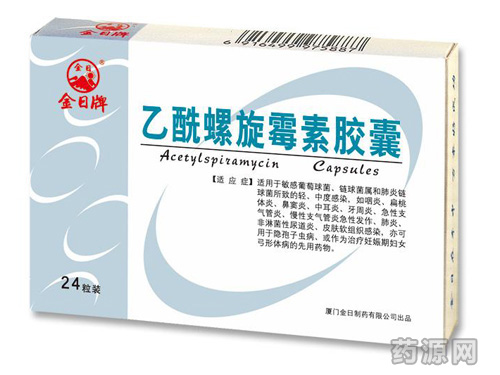 金日
金日牌
乙酰螺旋霉素胶囊
Acetylspiramycin Capsules
【适应症】适用于敏感葡萄球菌、链球菌属和肺炎链
球菌所致的轻、中度感染,如咽炎、扁桃
体炎、鼻窦炎、中耳炎、牙周炎、急性支
气管炎、慢性支气管炎急性发作、肺炎、
非淋菌性尿道炎、皮肤软组织感染,亦可
用于隐孢子虫病、或作为治疗妊娠期妇女
弓形体病的先用药物。
24粒装
厦门金日制药有限公司出品
药源网